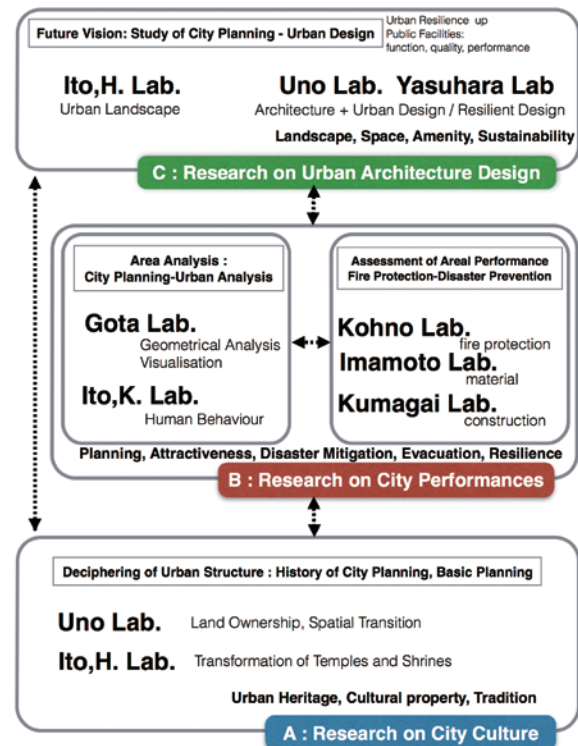 Future Vision: Study of City Planning - Urban Design
Urban Resilience up
Public Facilities:
function, quality, performance
Ito,H. Lab.
Urban Landscape
Uno Lab. Yasuhara Lab
Architecture + Urban Design / Resilient Design
Landscape, Space, Amenity, Sustainability
C : Research on Urban Architecture Design
Area Analysis :
City Planning-Urban Analysis
Gota Lab.
Geometrical Analysis
Visualisation
Ito,K. Lab.
Human Behaviour
Assessment of Areal Performance
Fire Protection-Disaster Prevention
Kohno Lab.
fire protection
Imamoto Lab.
material
Kumagai Lab.
construction
Planning, Attractiveness, Disaster Mitigation, Evacuation, Resilience
B : Research on City Performances
Deciphering of Urban Structure : History of City Planning, Basic Planning
Uno Lab. Land Ownership, Spatial Transition
Ito,H. Lab. Transformation of Temples and Shrines
Urban Heritage, Cultural property, Tradition
A : Research on City Culture